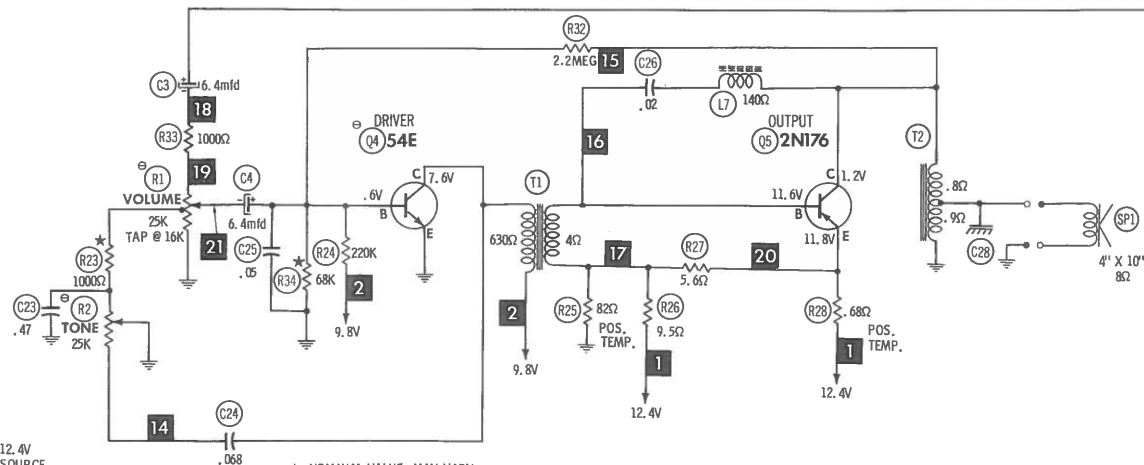 R32
2.2MEG
15
C26
.02
L7
140Ω
C3
6.4mfd
18
R33
1000Ω
19
R1
VOLUME
25K
TAP @ 16K
C4
6.4mfd
21
DRIVER
Q4 54E
C
7.6V
.6V
B
E
16
OUTPUT
Q5 2N176
C
1.2V
11.6V
B
11.8V
E
T1
630Ω
4Ω
T2
.8Ω
.9Ω
C28
SP1
4" X 10"
8Ω
R23
1000Ω
C25
.05
R34
68K
R24
220K
2
9.8V
17
R27
5.6Ω
20
2
9.8V
R25
82Ω
POS.
TEMP.
R26
9.5Ω
1
12.4V
R28
.68Ω
POS.
TEMP.
1
12.4V
C23
.47
R2
TONE
25K
14
C24
.068
12.4V
SOURCE